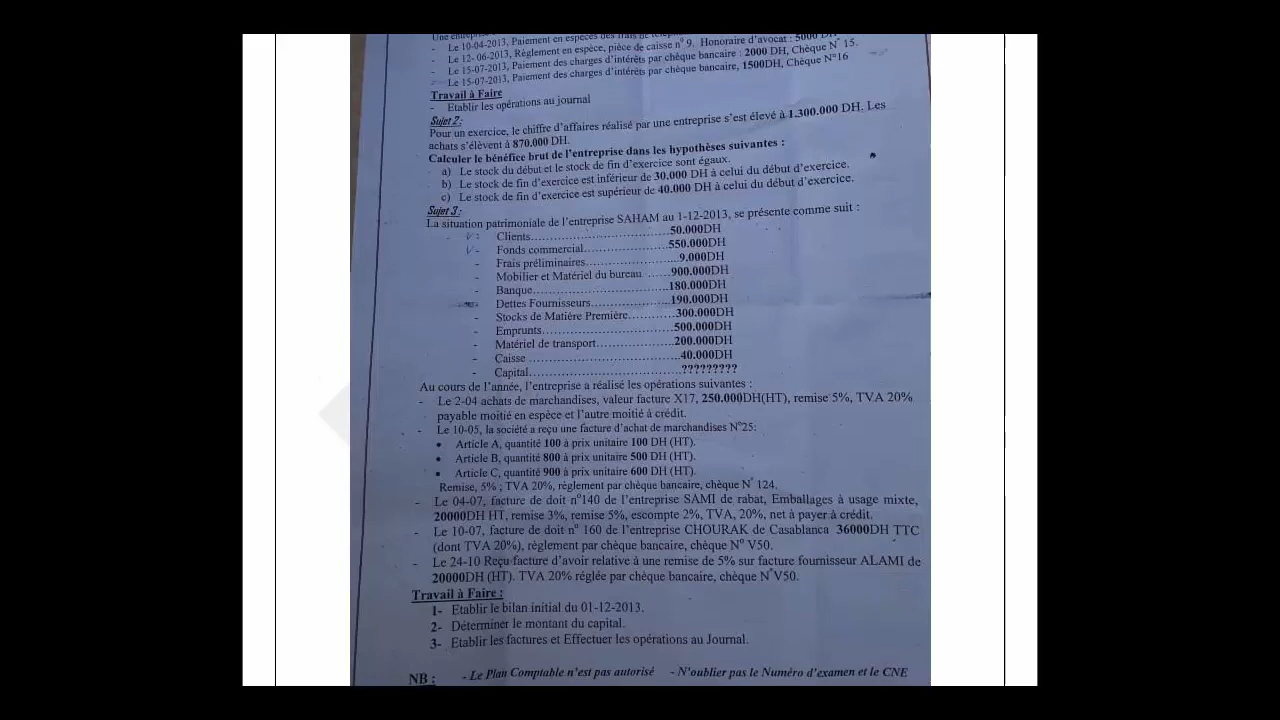 Une
- Le 10-04-2013, Paiement en espèces des frais de
- Le 12- 06-2013, Règlement en espèce, pièce de caisse n° 9. Honoraire d'avocat : 5000 DH
- Le 15-07-2013, Paiement des charges d'intérêts par chèque bancaire : 2000 DH, Chèque N° 15.
- Le 15-07-2013, Paiement des charges d'intérêts par chèque bancaire, 1500DH, Chèque N°16
Travail à Faire
- Etablir les opérations au journal
Sujet 2:
Pour un exercice, le chiffre d'affaires réalisé par une entreprise s'est élevé à 1.300.000 DH. Les
achats s'élèvent à 870.000 DH.
Calculer le bénéfice brut de l'entreprise dans les hypothèses suivantes :
a) Le stock du début et le stock de fin d'exercice sont égaux.
b) Le stock de fin d'exercice est inférieur de 30.000 DH à celui du début d'exercice.
c) Le stock de fin d'exercice est supérieur de 40.000 DH à celui du début d'exercice.
Sujet 3:
La situation patrimoniale de l'entreprise SAHAM au 1-12-2013, se présente comme suit :
- Clients..............................50.000DH
- Fonds commercial...................550.000DH
- Frais préliminaires....................9.000DH
- Mobilier et Matériel du bureau ......900.000DH
- Banque..............................180.000DH
- Dettes Fournisseurs..................190.000DH
- Stocks de Matiére Première...........300.000DH
- Emprunts............................500.000DH
- Matériel de transport.................200.000DH
- Caisse ................................40.000DH
- Capital................................?????????
Au cours de l'année, l'entreprise a réalisé les opérations suivantes :
- Le 2-04 achats de marchandises, valeur facture X17, 250.000DH(HT), remise 5%, TVA 20%
payable moitié en espèce et l'autre moitié à crédit.
- Le 10-05, la société a reçu une facture d'achat de marchandises N°25:
• Article A, quantité 100 à prix unitaire 100 DH (HT).
• Article B, quantité 800 à prix unitaire 500 DH (HT).
• Article C, quantité 900 à prix unitaire 600 DH (HT).
Remise, 5% ; TVA 20%, règlement par chèque bancaire, chèque N° 124.
- Le 04-07, facture de doit n°140 de l'entreprise SAMI de rabat, Emballages à usage mixte,
20000DH HT, remise 3%, remise 5%, escompte 2%, TVA, 20%, net à payer à crédit.
- Le 10-07, facture de doit n° 160 de l'entreprise CHOURAK de Casablanca 36000DH TTC
(dont TVA 20%), règlement par chèque bancaire, chèque N° V50.
- Le 24-10 Reçu facture d'avoir relative à une remise de 5% sur facture fournisseur ALAMI de
20000DH (HT). TVA 20% réglée par chèque bancaire, chèque N°V50.
Travail à Faire :
1- Etablir le bilan initial du 01-12-2013.
2- Déterminer le montant du capital.
3- Etablir les factures et Effectuer les opérations au Journal.
NB : - Le Plan Comptable n'est pas autorisé - N'oublier pas le Numéro d'examen et le CNE